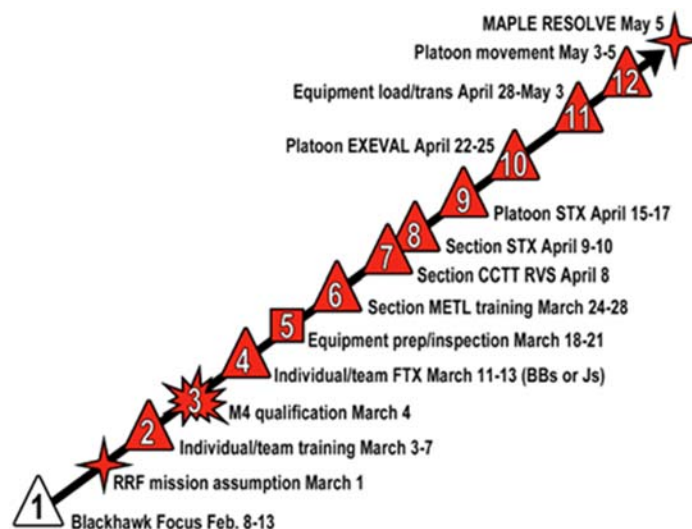 MAPLE RESOLVE May 5
Platoon movement May 3-5
12
Equipment load/trans April 28-May 3
11
Platoon EXEVAL April 22-25
10
9
Platoon STX April 15-17
8
Section STX April 9-10
7
Section CCTT RVS April 8
6
Section METL training March 24-28
5
Equipment prep/inspection March 18-21
4
Individual/team FTX March 11-13 (BBs or Js)
3
M4 qualification March 4
2
Individual/team training March 3-7
RRF mission assumption March 1
1
Blackhawk Focus Feb. 8-13